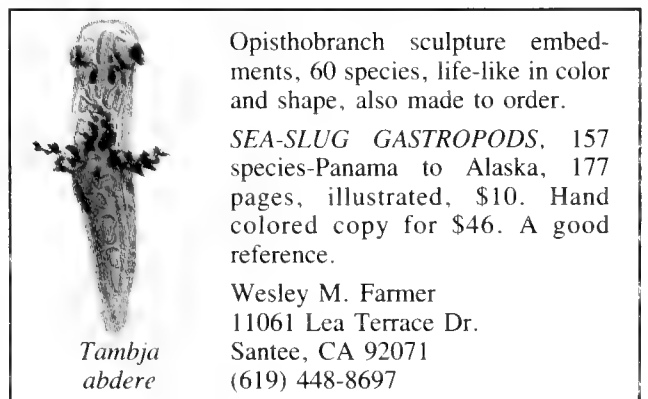 Opisthobranch sculpture embed-
ments, 60 species, life-like in color
and shape, also made to order.
SEA-SLUG GASTROPODS, 157
species-Panama to Alaska, 177
pages, illustrated, $10. Hand
colored copy for $46. A good
reference.
Wesley M. Farmer
11061 Lea Terrace Dr.
Santee, CA 92071
(619) 448-8697
Tambja
abdere